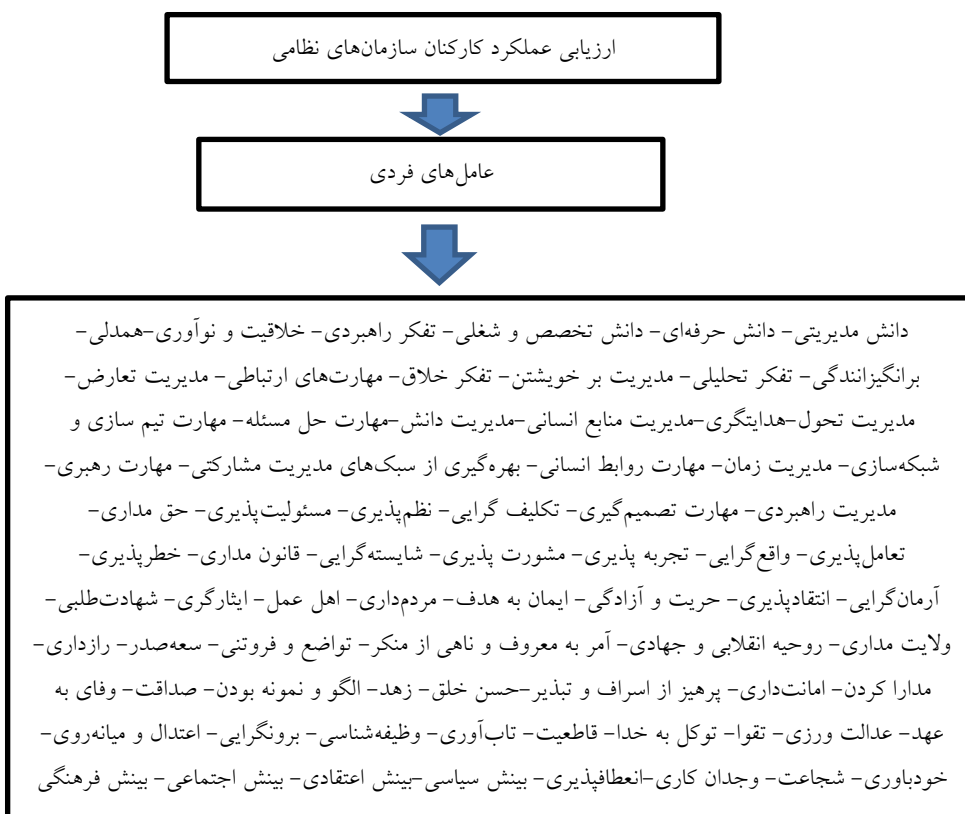 ارزیابی عملکرد کارکنان سازمان‌های نظامی
عامل‌های فردی
دانش مدیریتی- دانش حرفه‌ای- دانش تخصص و شغلی- تفکر راهبردی- خلاقیت و نوآوری-همدلی-
برانگیزانندگی- تفکر تحلیلی- مدیریت بر خویشتن- تفکر خلاق- مهارت‌های ارتباطی- مدیریت تعارض-
مدیریت تحول-هدایتگری-مدیریت منابع انسانی-مدیریت دانش-مهارت حل مسئله- مهارت تیم سازی و
شبکه‌سازی- مدیریت زمان- مهارت روابط انسانی- بهره‌گیری از سبک‌های مدیریت مشارکتی- مهارت رهبری-
مدیریت راهبردی- مهارت تصمیم‌گیری- تکلیف گرایی- نظم‌پذیری- مسئولیت‌پذیری- حق مداری-
تعامل‌پذیری- واقع‌گرایی- تجربه پذیری- مشورت پذیری- شایسته‌گرایی- قانون مداری- خطرپذیری-
آرمان‌گرایی- انتقادپذیری- حریت و آزادگی- ایمان به هدف- مردم‌داری- اهل عمل- ایثارگری- شهادت‌طلبی-
ولایت مداری- روحیه انقلابی و جهادی- آمر به معروف و ناهی از منکر- تواضع و فروتنی- سعه‌صدر- رازداری-
مدارا کردن- امانت‌داری- پرهیز از اسراف و تبذیر-حسن خلق- زهد- الگو و نمونه بودن- صداقت- وفای به
عهد- عدالت ورزی- تقوا- توکل به خدا- قاطعیت- تاب‌آوری- وظیفه‌شناسی- برونگرایی- اعتدال و میانه‌روی-
خودباوری- شجاعت- وجدان کاری-انعطاف‌پذیری- بینش سیاسی-بینش اعتقادی- بینش اجتماعی- بینش فرهنگی